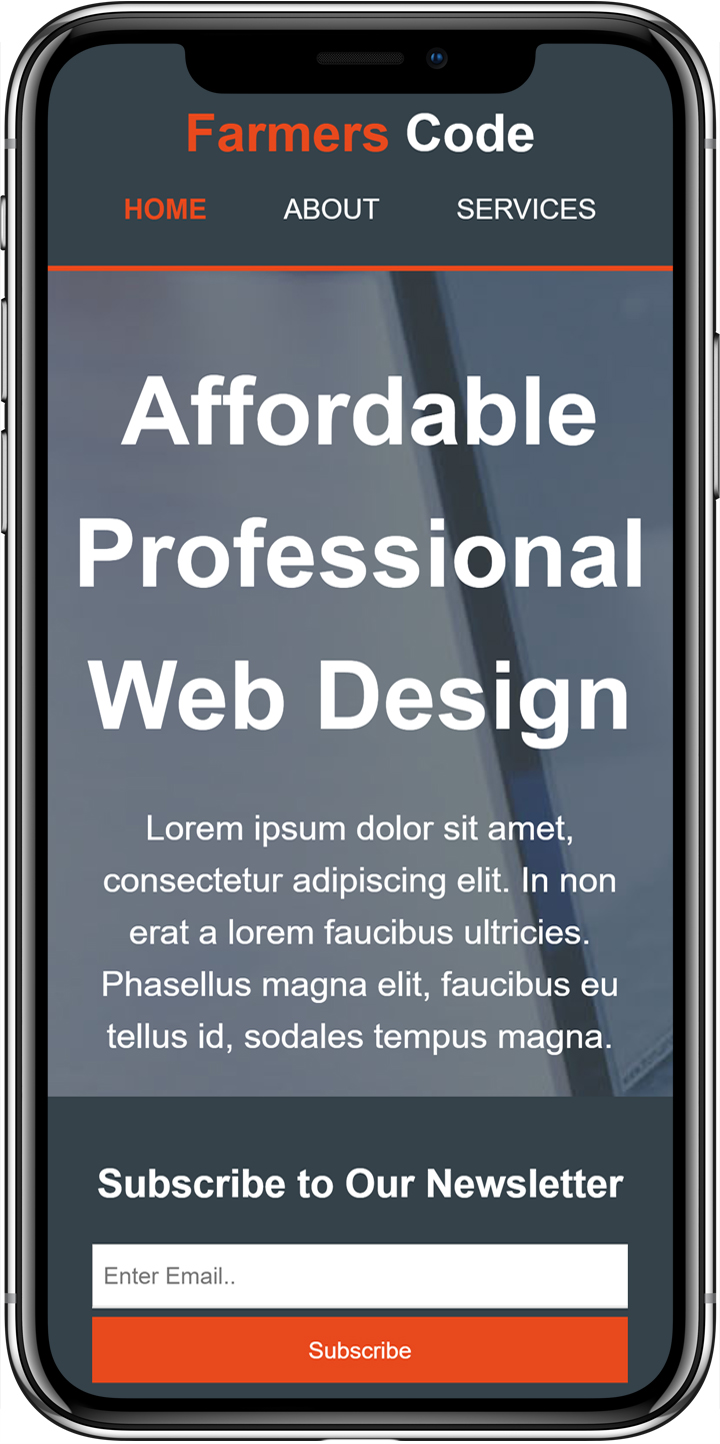 Farmers Code
HOME ABOUT SERVICES
Affordable
Professional
Web Design
Lorem ipsum dolor sit amet,
consectetur adipiscing elit. In non
erat a lorem faucibus ultricies.
Phasellus magna elit, faucibus eu
tellus id, sodales tempus magna.
Subscribe to Our Newsletter
Enter Email..
Subscribe